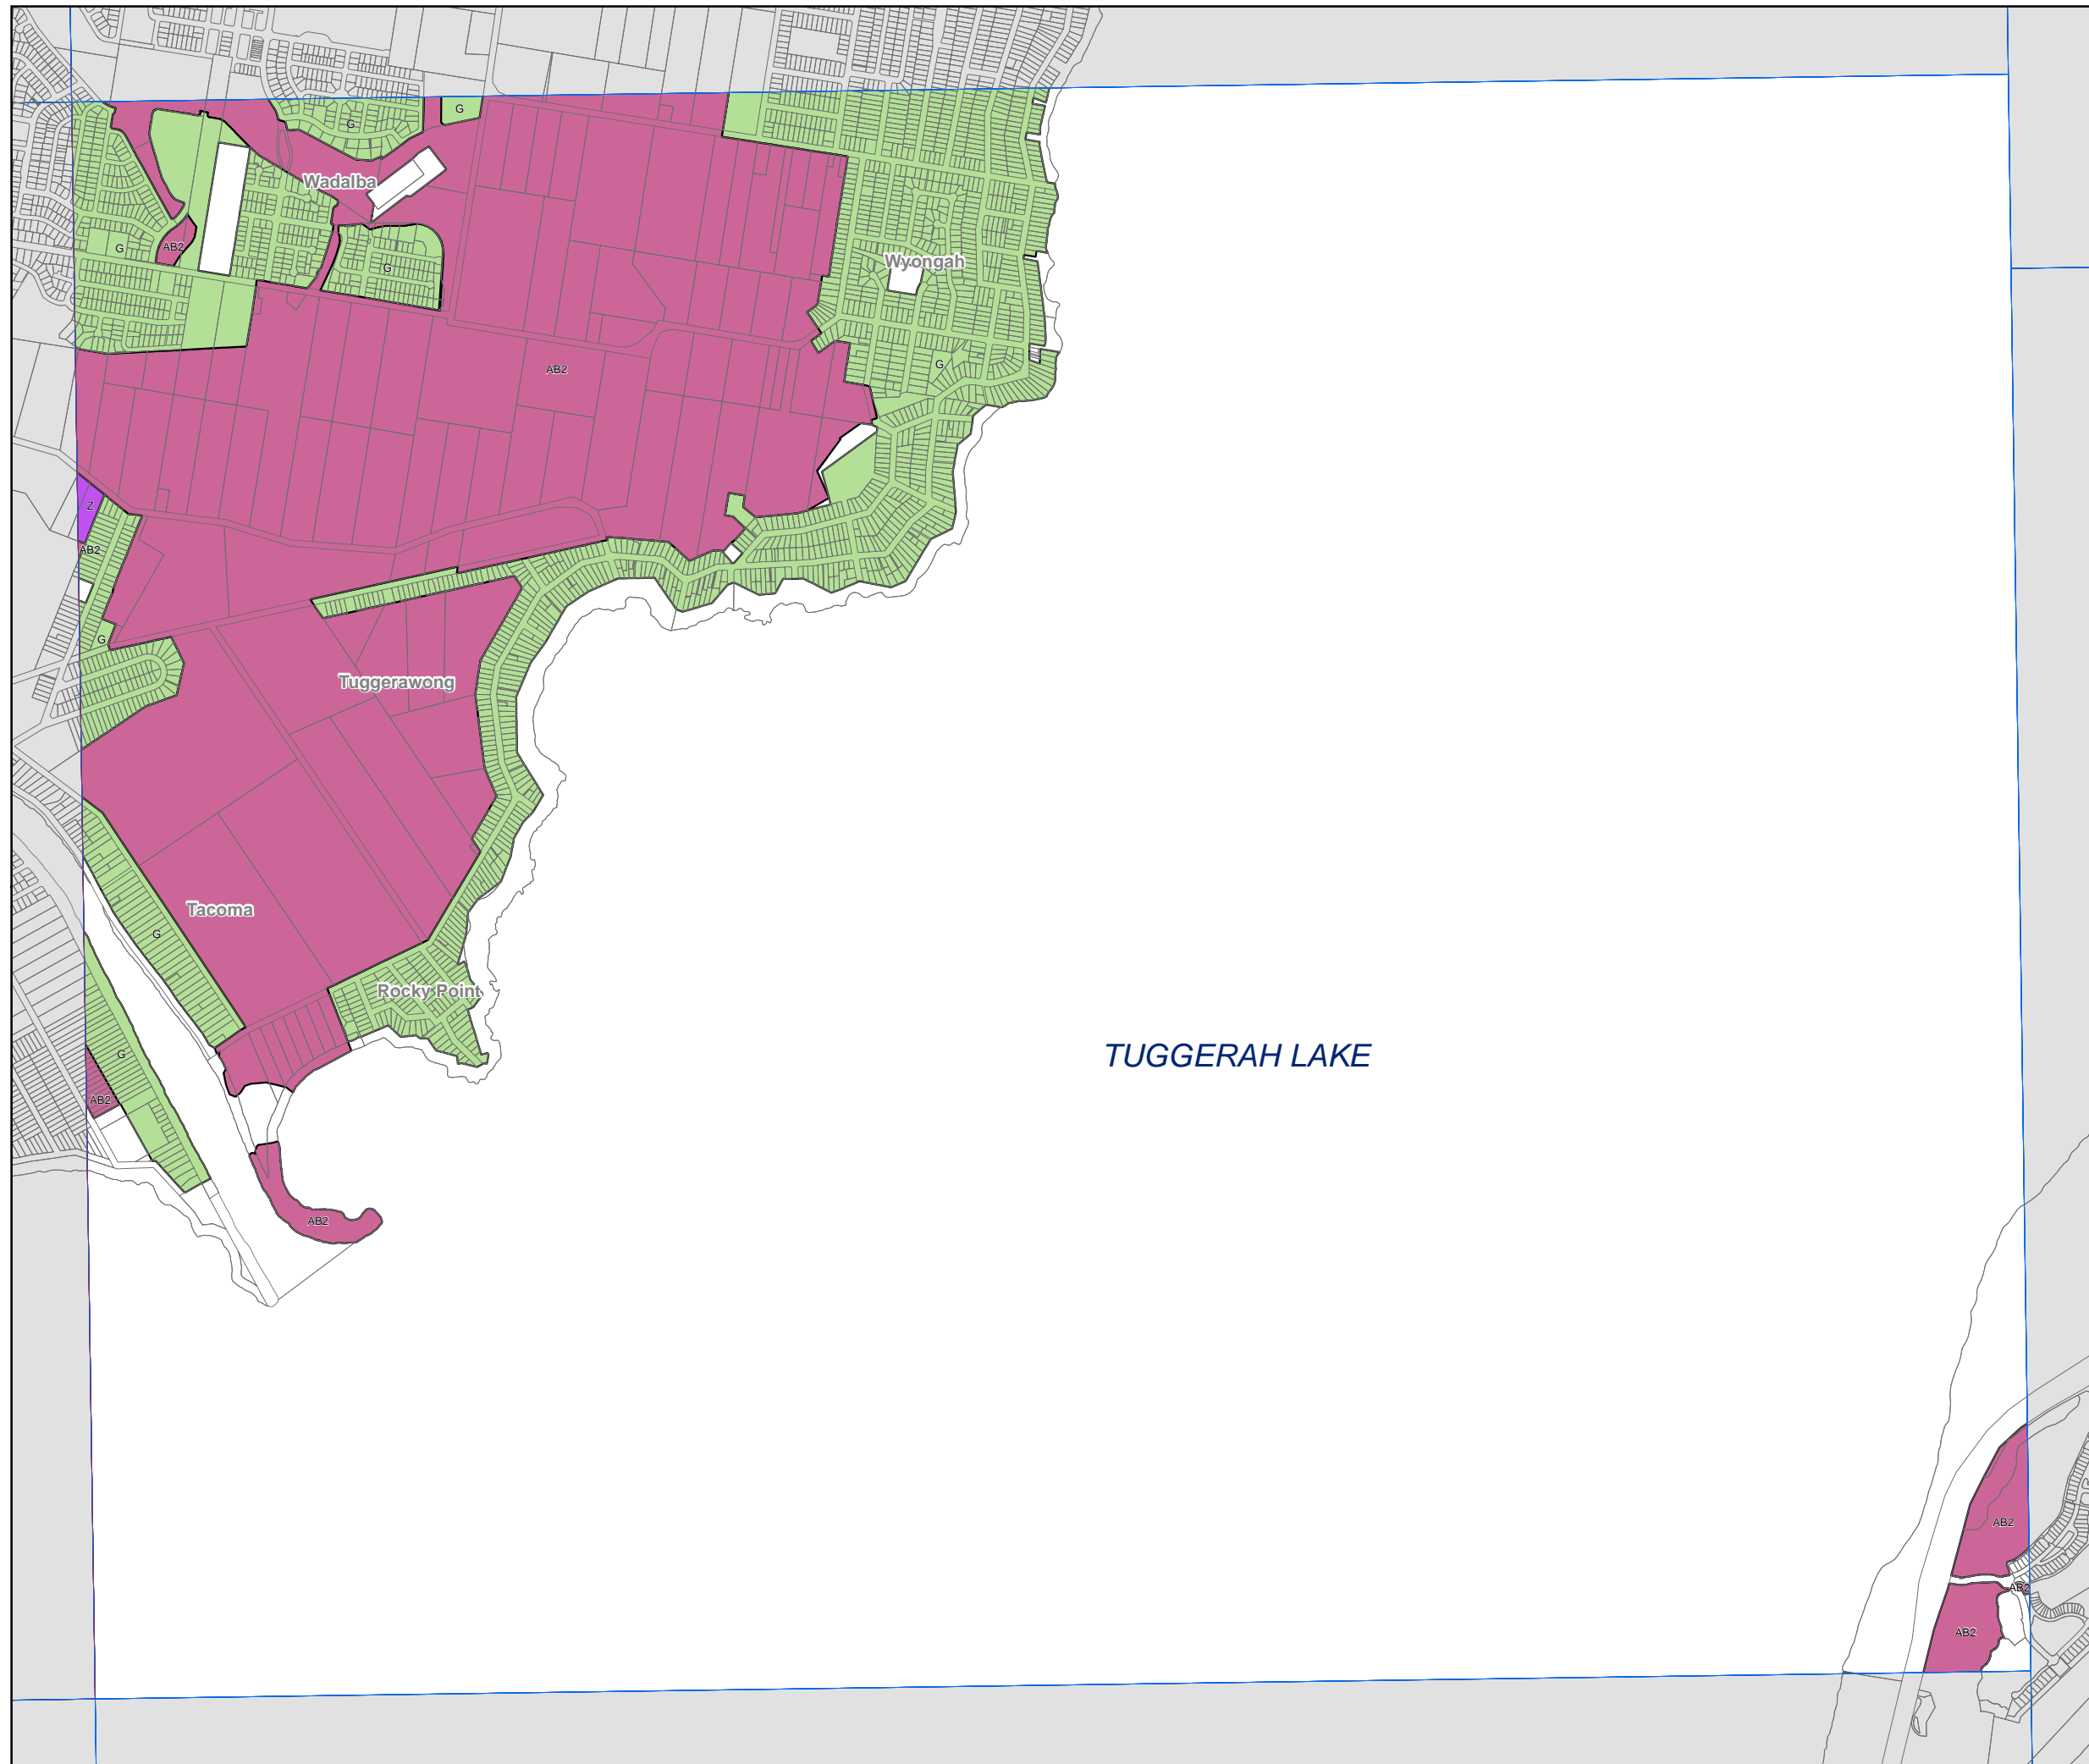 G
G
Wadalba
G
AB2
Wyongah
G
G
AB2
Z
AB2
G
Tuggerawong
Tacoma
G
Rocky Point
G
TUGGERAH LAKE
AB2
AB2
AB2
AB2
AB2